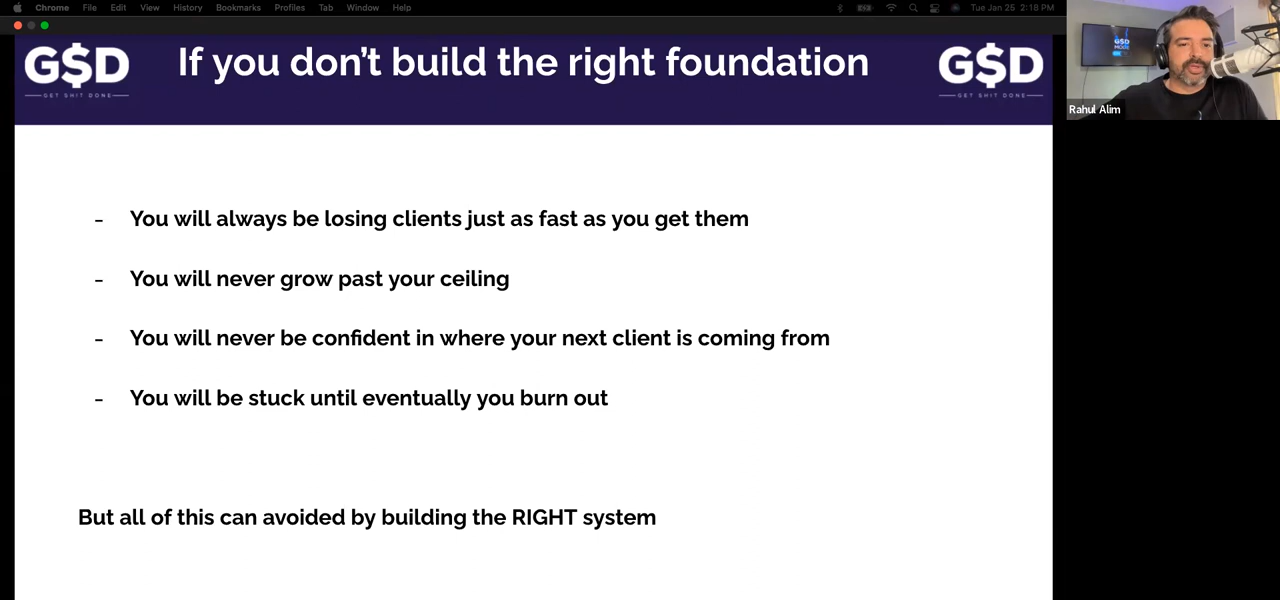 Chrome File Edit View History Bookmarks Profiles Tab Window Help Tue Jan 25 2:18 PM
G$D If you don't build the right foundation G$D
GET SHIT DONE GET SHIT DONE
- You will always be losing clients just as fast as you get them
- You will never grow past your ceiling
- You will never be confident in where your next client is coming from
- You will be stuck until eventually you burn out
But all of this can avoided by building the RIGHT system
GSD
MODE
Rahul Alim